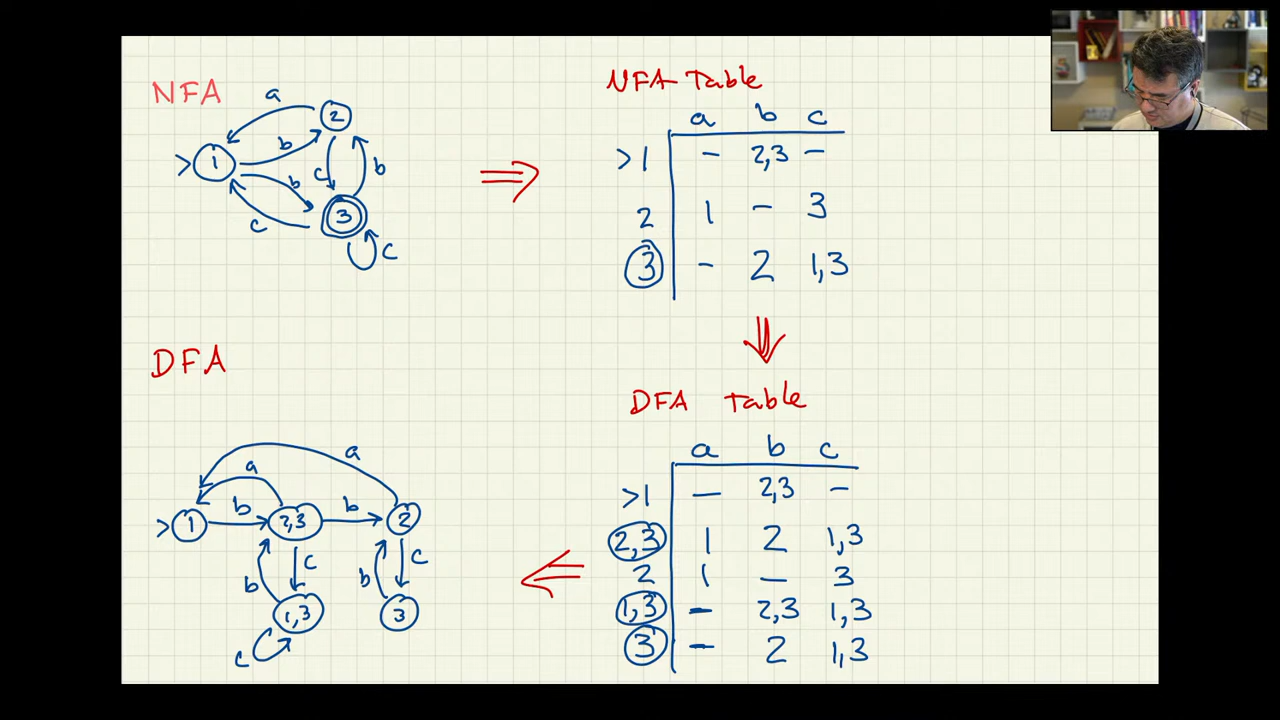 NFA
a
2
b
> 1
c
b
b
3
c
c
NFA Table
a b c
>1 - 2,3 -
2 1 - 3
3 - 2 1,3
DFA
a
a
b
b
> 1
2,3
2
c
c
b
b
1,3
3
c
DFA Table
a b c
>1 - 2,3 -
2,3 1 2 1,3
2 1 - 3
1,3 - 2,3 1,3
3 - 2 1,3